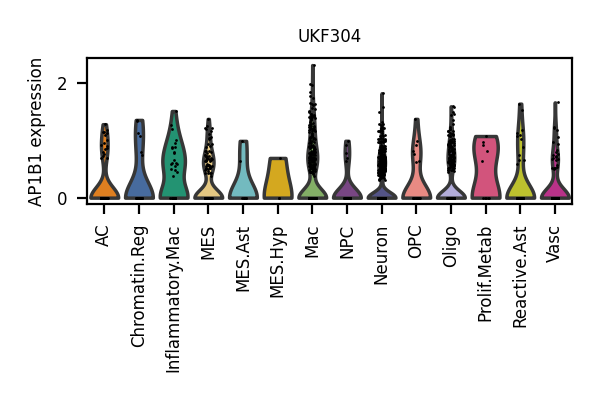 UKF304
AP1B1 expression
2
0
AC
Chromatin.Reg
Inflammatory.Mac
MES
MES.Ast
MES.Hyp
Mac
NPC
Neuron
OPC
Oligo
Prolif.Metab
Reactive.Ast
Vasc